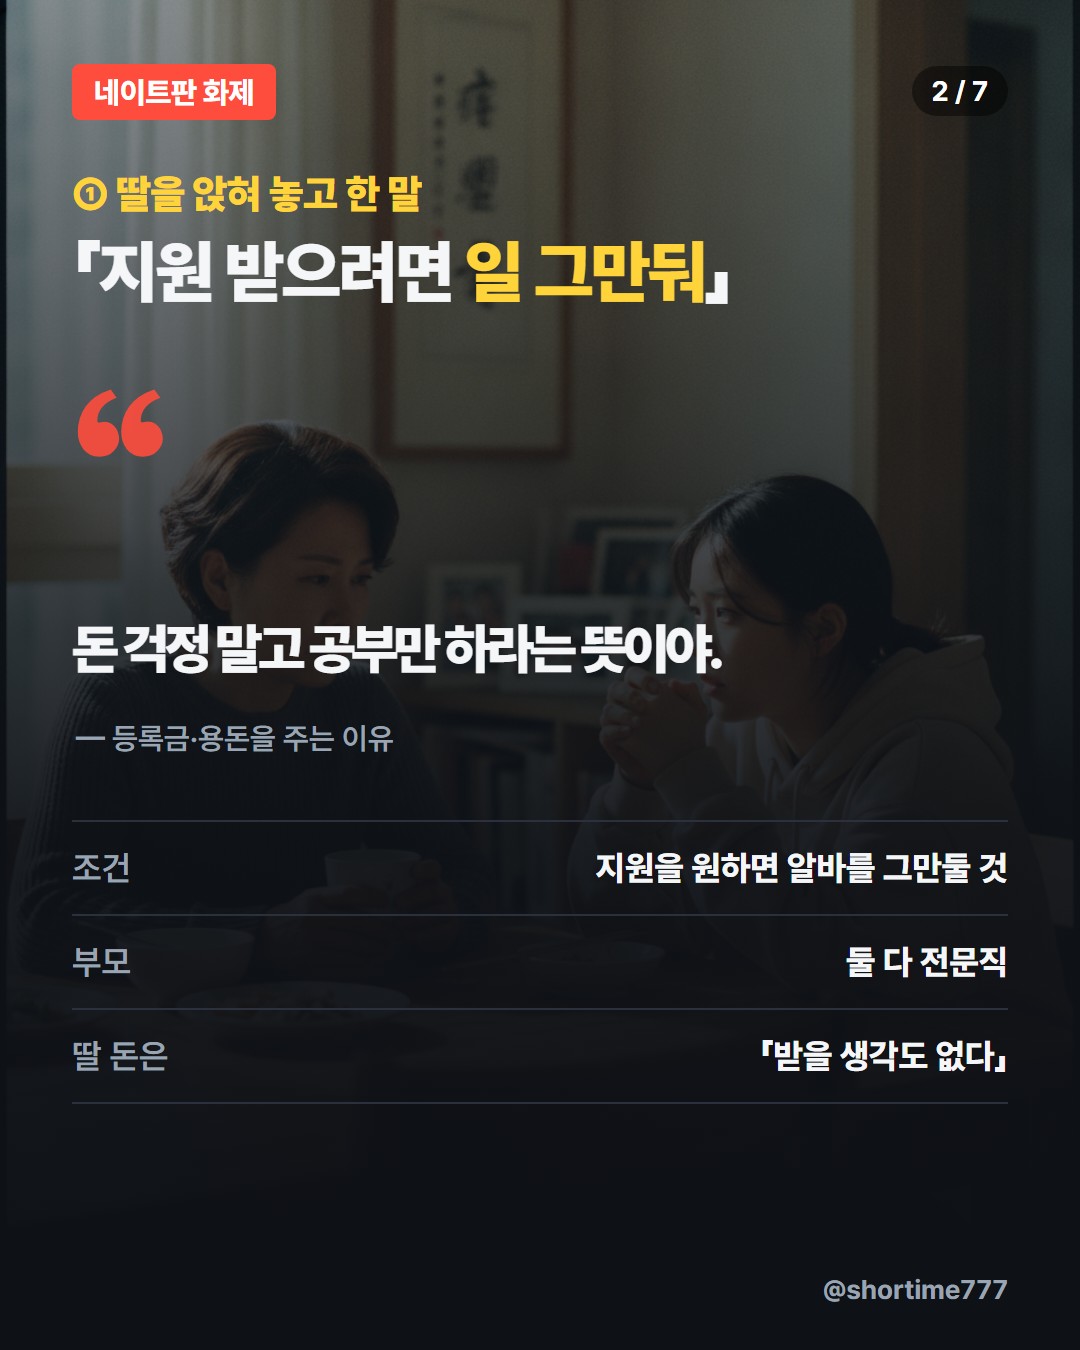 네이트판 화제
2 / 7
① 딸을 앉혀 놓고 한 말
「지원 받으려면 일 그만둬」
“
돈 걱정 말고 공부만 하라는 뜻이야.
— 등록금·용돈을 주는 이유
조건 지원을 원하면 알바를 그만둘 것
부모 둘 다 전문직
딸 돈은 「받을 생각도 없다」
@shortime777